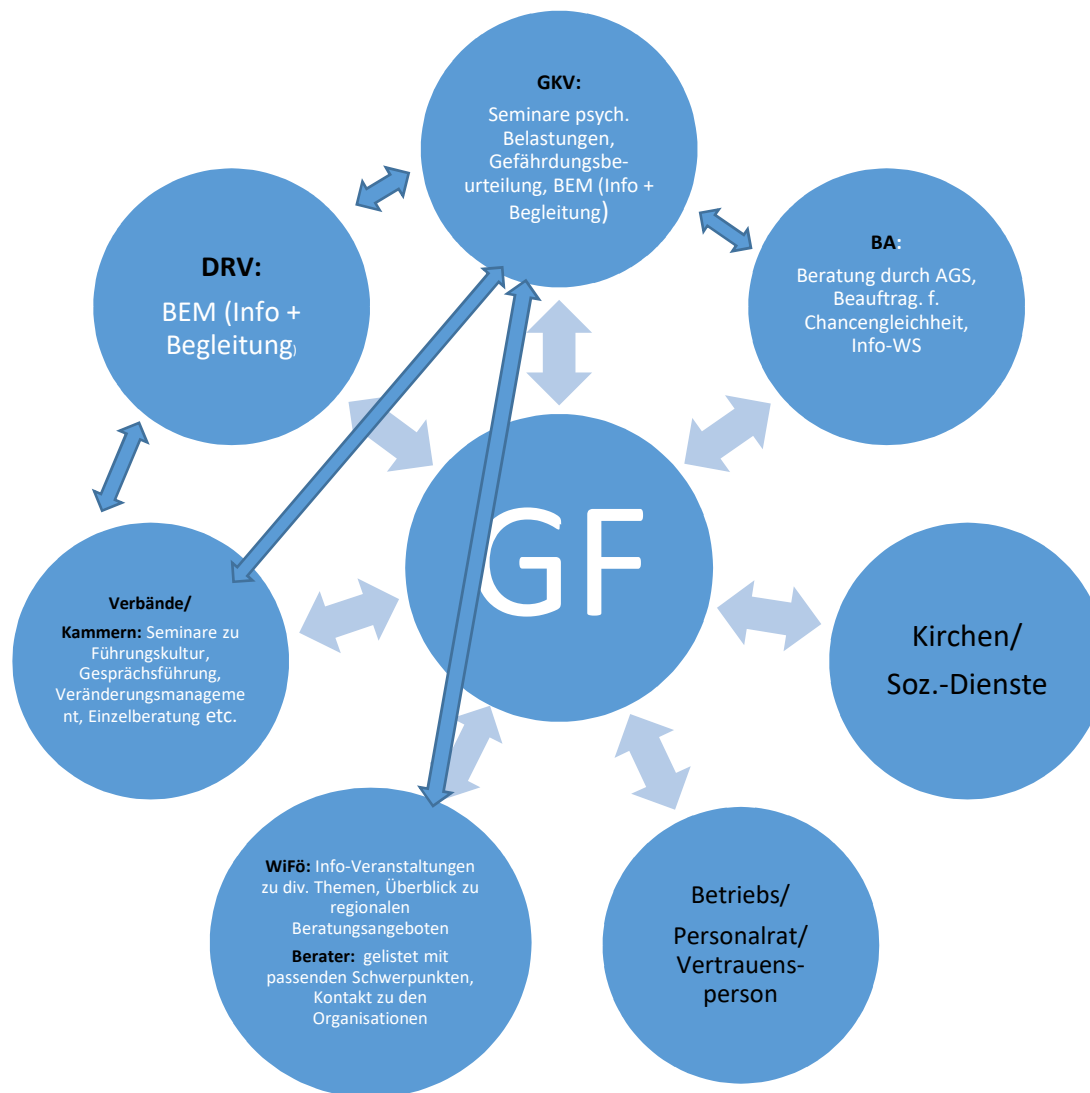 GKV:
Seminare psych.
Belastungen,
Gefährdungsbe-
urteilung, BEM (Info +
Begleitung)
DRV:
BEM (Info +
Begleitung)
BA:
Beratung durch AGS,
Beauftrag. f.
Chancengleichheit,
Info-WS
GF
Verbände/
Kammern: Seminare zu
Führungskultur,
Gesprächsführung,
Veränderungsmanageme
nt, Einzelberatung etc.
Kirchen/
Soz.-Dienste
WiFö: Info-Veranstaltungen
zu div. Themen, Überblick zu
regionalen
Beratungsangeboten
Berater: gelistet mit
passenden Schwerpunkten,
Kontakt zu den
Organisationen
Betriebs/
Personalrat/
Vertrauens-
person